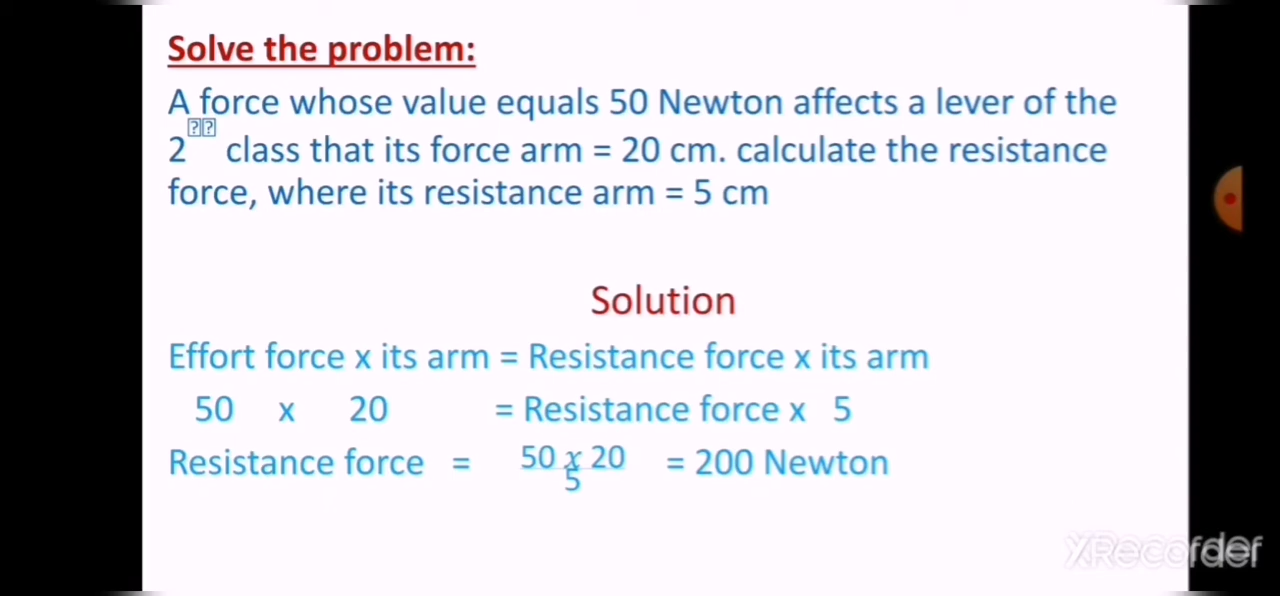 Solve the problem:
A force whose value equals 50 Newton affects a lever of the
2 class that its force arm = 20 cm. calculate the resistance
force, where its resistance arm = 5 cm
Solution
Effort force x its arm = Resistance force x its arm
50 x 20 = Resistance force x 5
Resistance force = 50 x 20 / 5 = 200 Newton
XRecorder